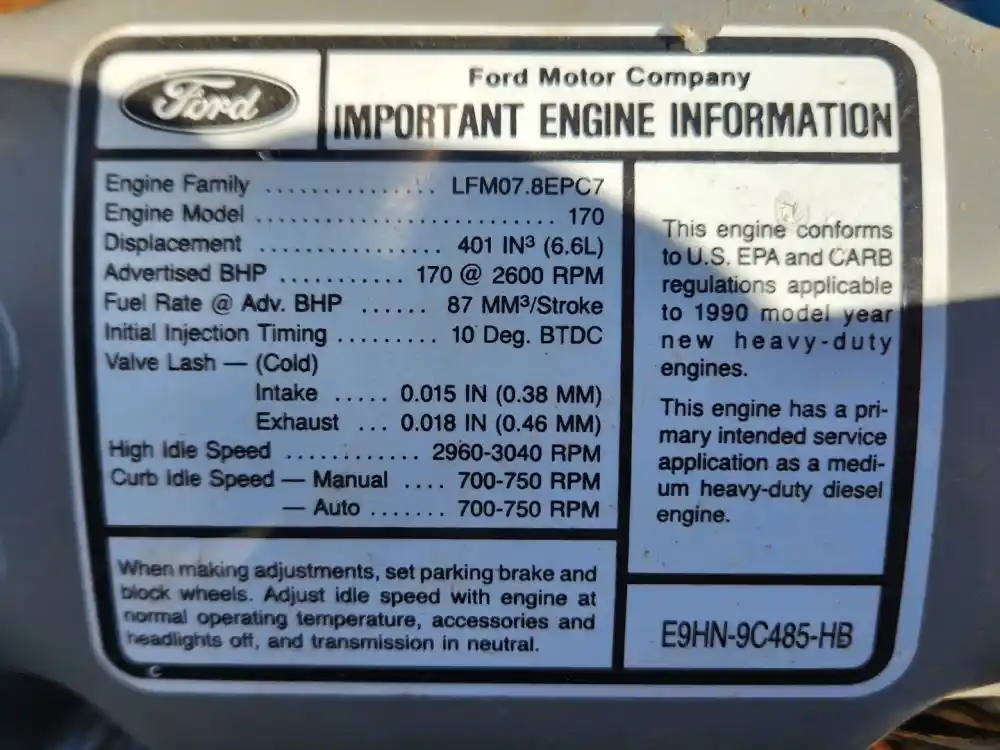 Ford
Ford Motor Company
IMPORTANT ENGINE INFORMATION
Engine Family .............. LFM07.8EPC7
Engine Model ........................... 170
Displacement ............... 401 IN³ (6.6L)
Advertised BHP ........... 170 @ 2600 RPM
Fuel Rate @ Adv. BHP ...... 87 MM³/Stroke
Initial Injection Timing ......... 10 Deg. BTDC
Valve Lash — (Cold)
Intake ..... 0.015 IN (0.38 MM)
Exhaust ... 0.018 IN (0.46 MM)
High Idle Speed ............ 2960-3040 RPM
Curb Idle Speed — Manual .... 700-750 RPM
— Auto ....... 700-750 RPM
When making adjustments, set parking brake and
block wheels. Adjust idle speed with engine at
normal operating temperature, accessories and
headlights off, and transmission in neutral.
This engine conforms
to U.S. EPA and CARB
regulations applicable
to 1990 model year
new heavy-duty
engines.
This engine has a pri-
mary intended service
application as a medi-
um heavy-duty diesel
engine.
E9HN-9C485-HB
C